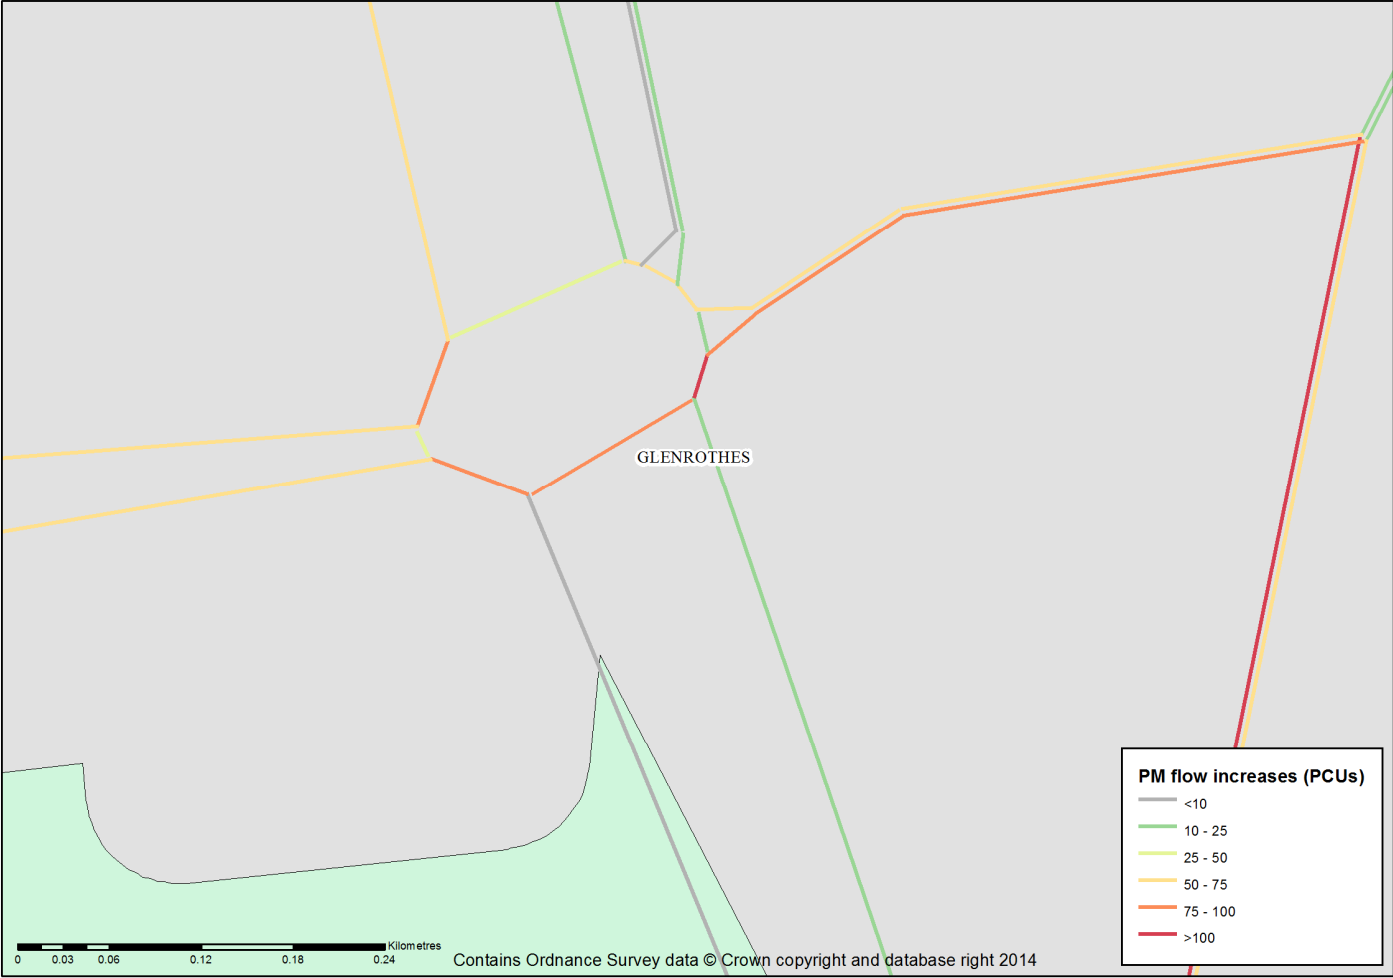 GLENROTHES
PM flow increases (PCUs)
<10
10 - 25
25 - 50
50 - 75
75 - 100
>100
Kilometres
0 0.03 0.06 0.12 0.18 0.24
Contains Ordnance Survey data © Crown copyright and database right 2014